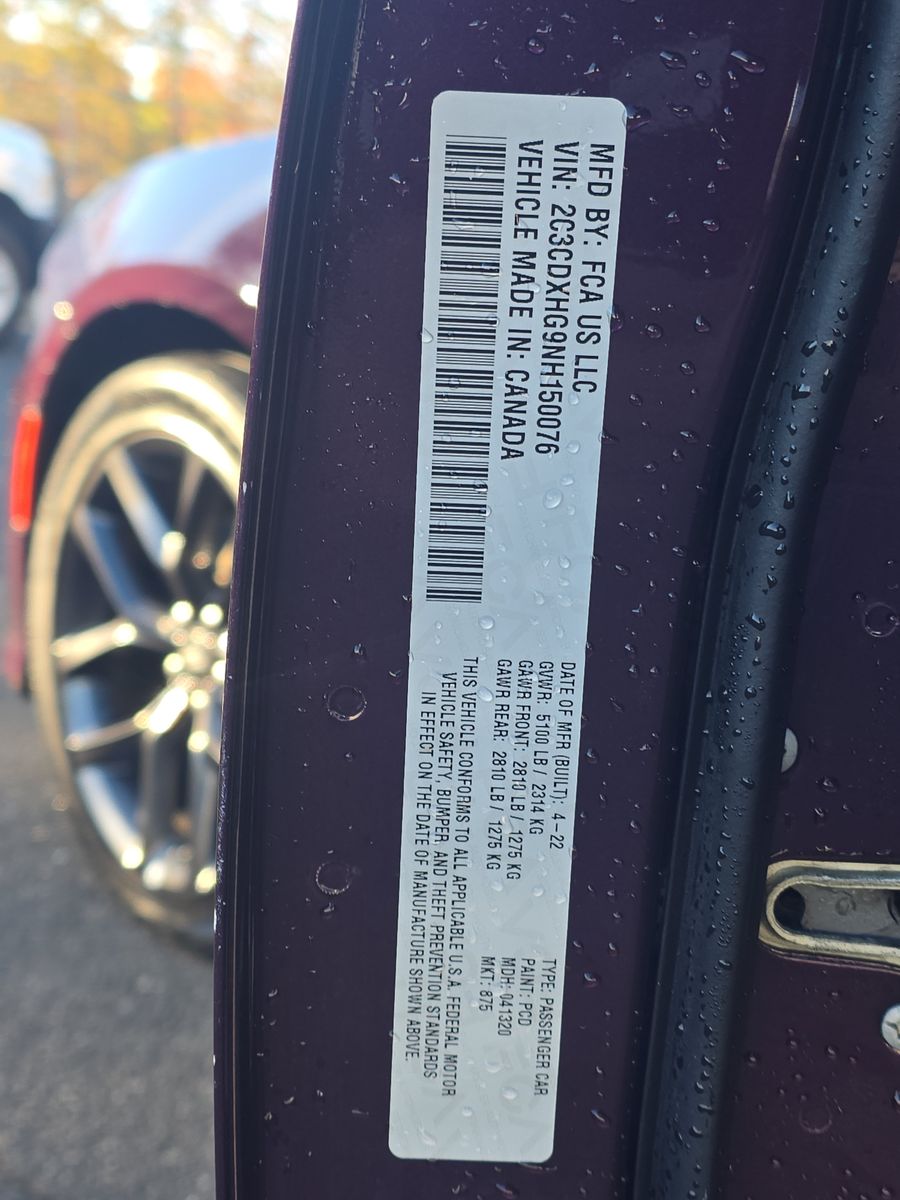 MFD BY: FCA US LLC
VIN: 2C3CDXHG9NH150076
VEHICLE MADE IN: CANADA
DATE OF MFR (BUILT): 4-22
GVWR: 5100 LB / 2314 KG
GAWR FRONT: 2810 LB / 1275 KG
GAWR REAR: 2810 LB / 1275 KG
THIS VEHICLE CONFORMS TO ALL APPLICABLE U.S.A. FEDERAL MOTOR
VEHICLE SAFETY, BUMPER, AND THEFT PREVENTION STANDARDS
IN EFFECT ON THE DATE OF MANUFACTURE SHOWN ABOVE.
TYPE: PASSENGER CAR
PAINT: PCD
MDH: 041320
MKT: 875